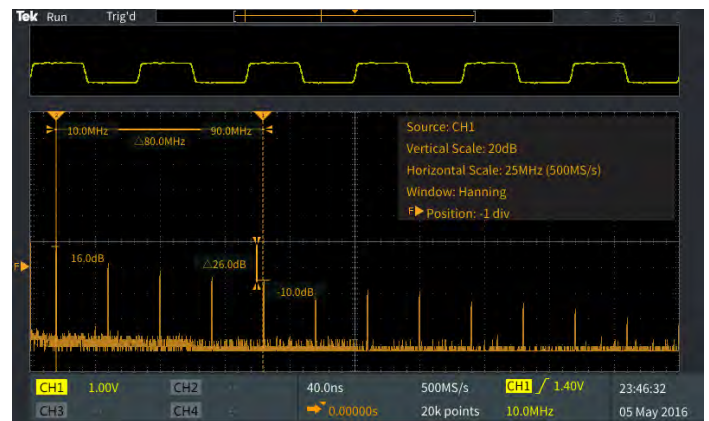 Tek Run Trig'd
10.0MHz 90.0MHz
△80.0MHz
Source: CH1
Vertical Scale: 20dB
Horizontal Scale: 25MHz (500MS/s)
Window: Hanning
F Position: -1 div
F
16.0dB
△26.0dB
-10.0dB
CH1 1.00V CH2 40.0ns 500MS/s CH1 / 1.40V 23:46:32
CH3 CH4 0.00000s 20k points 10.0MHz 05 May 2016